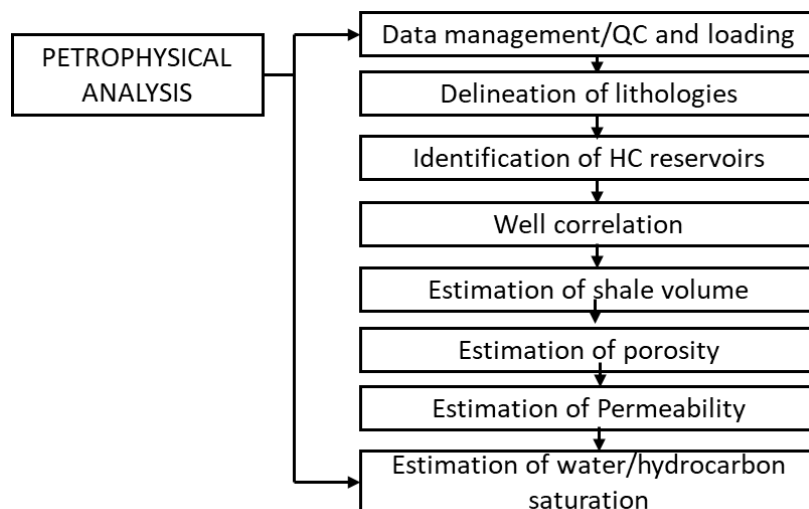 PETROPHYSICAL
ANALYSIS
Data management/QC and loading
Delineation of lithologies
Identification of HC reservoirs
Well correlation
Estimation of shale volume
Estimation of porosity
Estimation of Permeability
Estimation of water/hydrocarbon
saturation